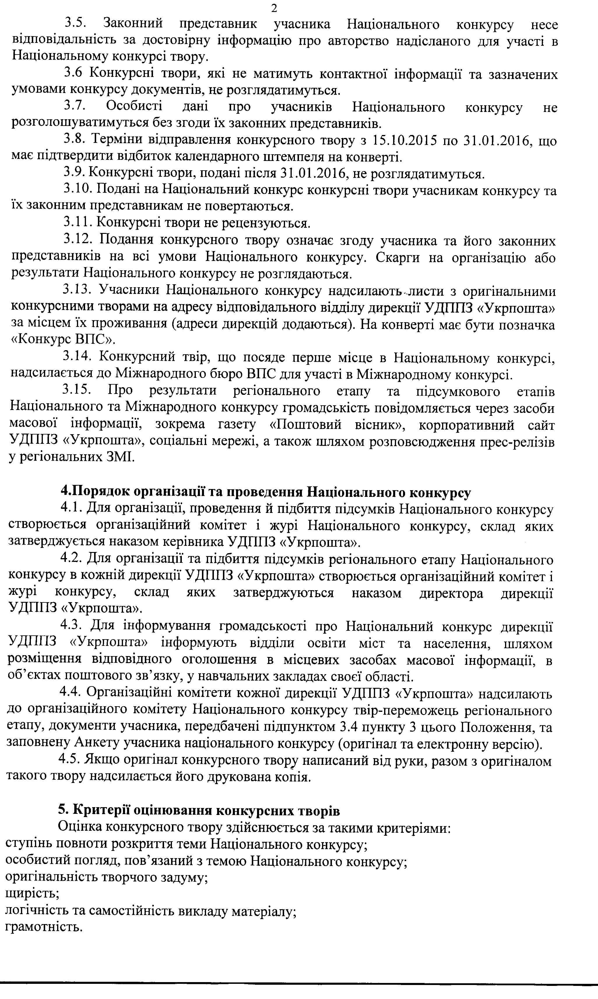 2
3.5. Законний представник учасника Національного конкурсу несе
відповідальність за достовірну інформацію про авторство надісланого для участі в
Національному конкурсі твору.
3.6 Конкурсні твори, які не матимуть контактної інформації та зазначених
умовами конкурсу документів, не розглядатимуться.
3.7. Особисті дані про учасників Національного конкурсу не
розголошуватимуться без згоди їх законних представників.
3.8. Терміни відправлення конкурсного твору з 15.10.2015 по 31.01.2016, що
має підтвердити відбиток календарного штемпеля на конверті.
3.9. Конкурсні твори, подані після 31.01.2016, не розглядатимуться.
3.10. Подані на Національний конкурс конкурсні твори учасникам конкурсу та
їх законним представникам не повертаються.
3.11. Конкурсні твори не рецензуються.
3.12. Подання конкурсного твору означає згоду учасника та його законних
представників на всі умови Національного конкурсу. Скарги на організацію або
результати Національного конкурсу не розглядаються.
3.13. Учасники Національного конкурсу надсилають листи з оригінальними
конкурсними творами на адресу відповідального відділу дирекції УДППЗ «Укрпошта»
за місцем їх проживання (адреси дирекцій додаються). На конверті має бути позначка
«Конкурс ВПС».
3.14. Конкурсний твір, що посяде перше місце в Національному конкурсі,
надсилається до Міжнародного бюро ВПС для участі в Міжнародному конкурсі.
3.15. Про результати регіонального етапу та підсумкового етапів
Національного та Міжнародного конкурсу громадськість повідомляється через засоби
масової інформації, зокрема газету «Поштовий вісник», корпоративний сайт
УДППЗ «Укрпошта», соціальні мережі, а також шляхом розповсюдження прес-релізів
у регіональних ЗМІ.
4.Порядок організації та проведення Національного конкурсу
4.1. Для організації, проведення й підбиття підсумків Національного конкурсу
створюється організаційний комітет і журі Національного конкурсу, склад яких
затверджується наказом керівника УДППЗ «Укрпошта».
4.2. Для організації та підбиття підсумків регіонального етапу Національного
конкурсу в кожній дирекції УДППЗ «Укрпошта» створюється організаційний комітет і
журі конкурсу, склад яких затверджуються наказом директора дирекції
УДППЗ «Укрпошта».
4.3. Для інформування громадськості про Національний конкурс дирекції
УДППЗ «Укрпошта» інформують відділи освіти міст та населення, шляхом
розміщення відповідного оголошення в місцевих засобах масової інформації, в
об’єктах поштового зв’язку, у навчальних закладах своєї області.
4.4. Організаційні комітети кожної дирекції УДППЗ «Укрпошта» надсилають
до організаційного комітету Національного конкурсу твір-переможець регіонального
етапу, документи учасника, передбачені підпунктом 3.4 пункту 3 цього Положення, та
заповнену Анкету учасника національного конкурсу (оригінал та електронну версію).
4.5. Якщо оригінал конкурсного твору написаний від руки, разом з оригіналом
такого твору надсилається його друкована копія.
5. Критерії оцінювання конкурсних творів
Оцінка конкурсного твору здійснюється за такими критеріями:
ступінь повноти розкриття теми Національного конкурсу;
особистий погляд, пов’язаний з темою Національного конкурсу;
оригінальність творчого задуму;
щирість;
логічність та самостійність викладу матеріалу;
грамотність.